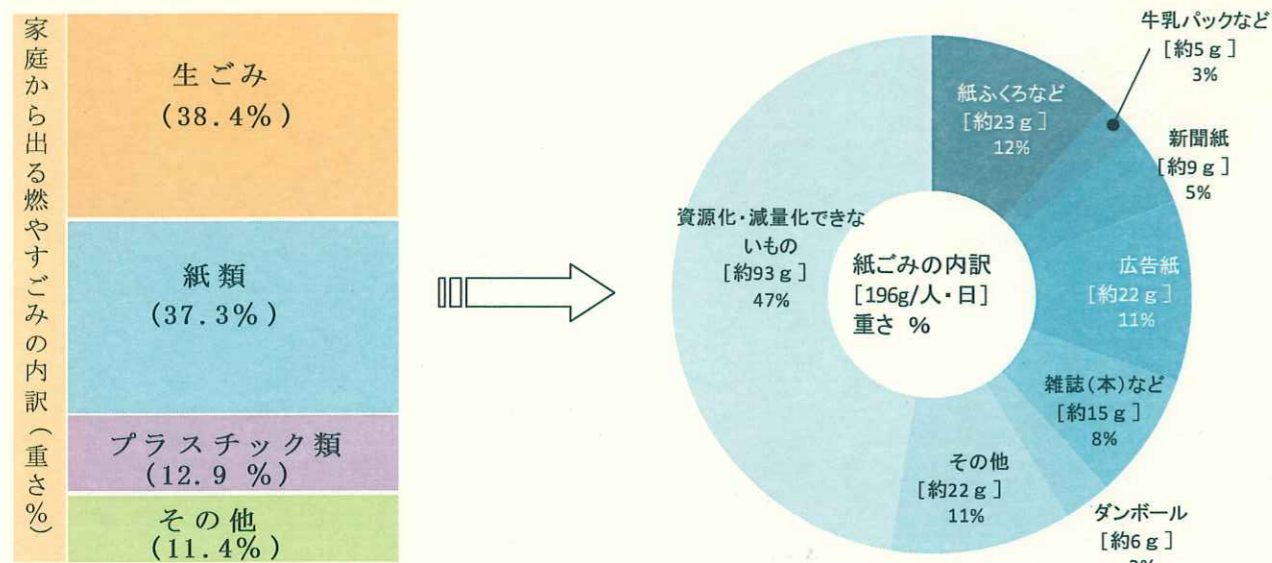 家庭から出る燃やすごみの内訳(重さ%)
生ごみ
(38.4%)
紙類
(37.3%)
プラスチック類
(12.9 %)
その他
(11.4%)
紙ごみの内訳
[196g/人・日]
重さ %
紙ふくろなど
[約23g]
12%
牛乳パックなど
[約5g]
3%
新聞紙
[約9g]
5%
広告紙
[約22g]
11%
雑誌(本)など
[約15g]
8%
ダンボール
[約6g]
その他
[約22g]
11%
資源化・減量化できな
いもの
[約93g]
47%